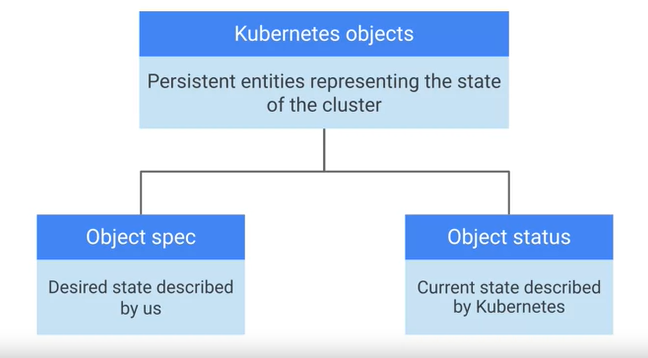 Kubernetes objects
Persistent entities representing the state
of the cluster
Object spec
Desired state described
by us
Object status
Current state described
by Kubernetes